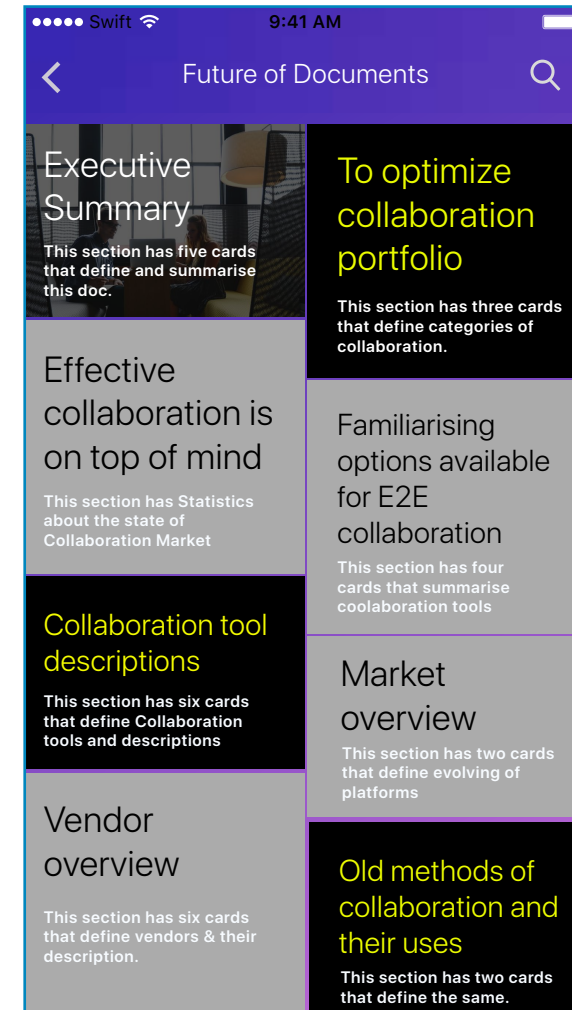 Swift 9:41 AM
Future of Documents
Executive
Summary
This section has five cards
that define and summarise
this doc.
To optimize
collaboration
portfolio
This section has three cards
that define categories of
collaboration.
Effective
collaboration is
on top of mind
This section has Statistics
about the state of
Collaboration Market
Familiarising
options available
for E2E
collaboration
This section has four
cards that summarise
coolaboration tools
Collaboration tool
descriptions
This section has six cards
that define Collaboration
tools and descriptions
Market
overview
This section has two cards
that define evolving of
platforms
Vendor
overview
This section has six cards
that define vendors & their
description.
Old methods of
collaboration and
their uses
This section has two cards
that define the same.